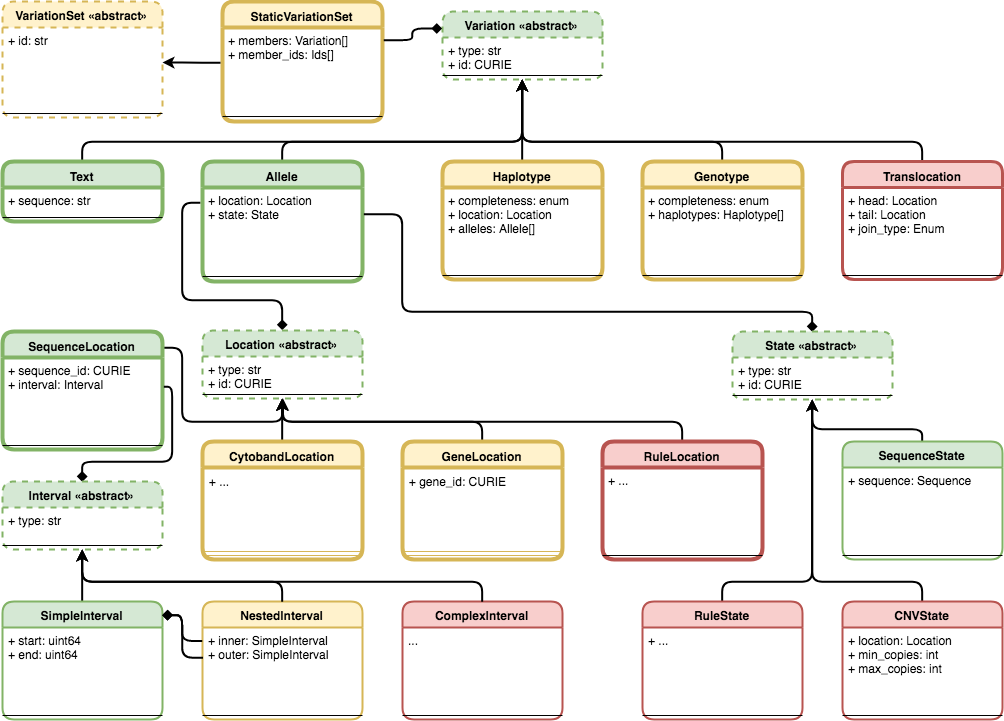 VariationSet «abstract»
+ id: str
StaticVariationSet
+ members: Variation[]
+ member_ids: Ids[]
Variation «abstract»
+ type: str
+ id: CURIE
Text
+ sequence: str
Allele
+ location: Location
+ state: State
Haplotype
+ completeness: enum
+ location: Location
+ alleles: Allele[]
Genotype
+ completeness: enum
+ haplotypes: Haplotype[]
Translocation
+ head: Location
+ tail: Location
+ join_type: Enum
SequenceLocation
+ sequence_id: CURIE
+ interval: Interval
Location «abstract»
+ type: str
+ id: CURIE
State «abstract»
+ type: str
+ id: CURIE
CytobandLocation
+ ...
GeneLocation
+ gene_id: CURIE
RuleLocation
+ ...
SequenceState
+ sequence: Sequence
Interval «abstract»
+ type: str
SimpleInterval
+ start: uint64
+ end: uint64
NestedInterval
+ inner: SimpleInterval
+ outer: SimpleInterval
ComplexInterval
...
RuleState
+ ...
CNVState
+ location: Location
+ min_copies: int
+ max_copies: int